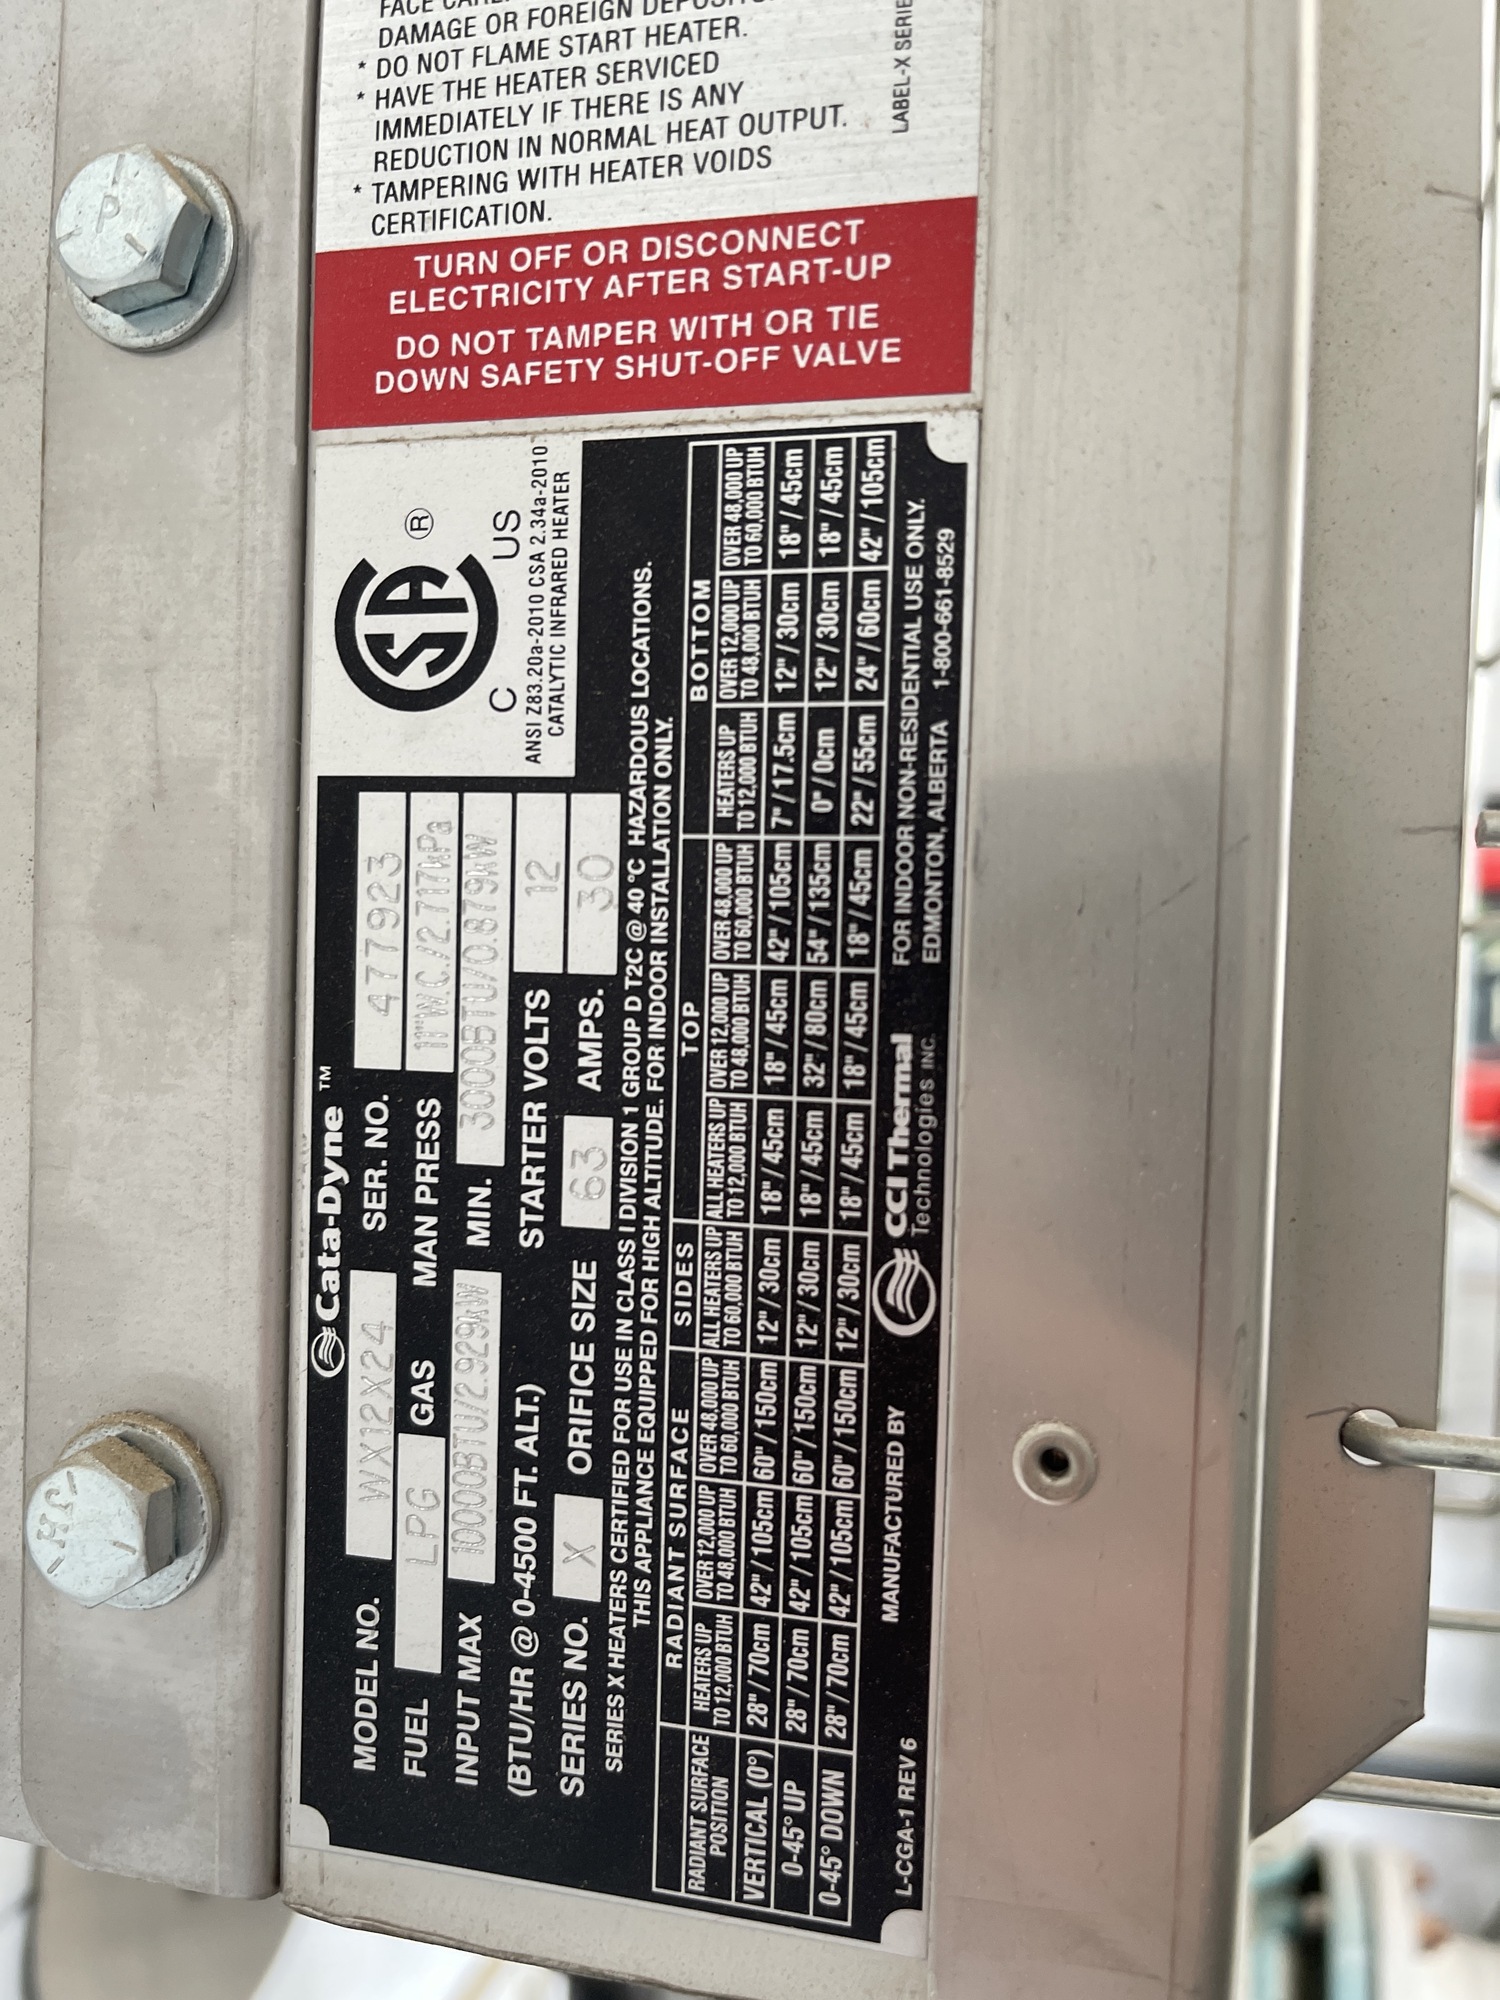 DAMAGE OR FOREIGN
* DO NOT FLAME START HEATER.
* HAVE THE HEATER SERVICED
IMMEDIATELY IF THERE IS ANY
REDUCTION IN NORMAL HEAT OUTPUT.
* TAMPERING WITH HEATER VOIDS
CERTIFICATION.
LABEL-X
TURN OFF OR DISCONNECT
ELECTRICITY AFTER START-UP
DO NOT TAMPER WITH OR TIE
DOWN SAFETY SHUT-OFF VALVE
Cata-Dyne ™
MODEL NO. WX12X24 SER. NO. 477923
FUEL LPG GAS MAN PRESS 11"W.C./2.717kPa
INPUT MAX 10000BTU/2.929kW MIN. 3000BTU/0.879kW
(BTU/HR @ 0-4500 FT. ALT.) STARTER VOLTS 12
SERIES NO. X ORIFICE SIZE 63 AMPS. 30
SA ®
C US
ANSI Z83.20a-2010 CSA 2.34a-2010
CATALYTIC INFRARED HEATER
SERIES X HEATERS CERTIFIED FOR USE IN CLASS I DIVISION 1 GROUP D T2C @ 40 °C HAZARDOUS LOCATIONS.
THIS APPLIANCE EQUIPPED FOR HIGH ALTITUDE. FOR INDOOR INSTALLATION ONLY.
RADIANT SURFACE SIDES TOP BOTTOM
RADIANT SURFACE HEATERS UP OVER 12,000 UP OVER 48,000 UP ALL HEATERS UP ALL HEATERS UP OVER 12,000 UP OVER 48,000 UP HEATERS UP OVER 12,000 UP OVER 48,000 UP
POSITION TO 12,000 BTUH TO 48,000 BTUH TO 60,000 BTUH TO 60,000 BTUH TO 12,000 BTUH TO 48,000 BTUH TO 60,000 BTUH TO 12,000 BTUH TO 48,000 BTUH TO 60,000 BTUH
VERTICAL (0°) 28" / 70cm 42" / 105cm 60" / 150cm 12" / 30cm 18" / 45cm 18" / 45cm 42" / 105cm 7" / 17.5cm 12" / 30cm 18" / 45cm
0-45° UP 28" / 70cm 42" / 105cm 60" / 150cm 12" / 30cm 18" / 45cm 32" / 80cm 54" / 135cm 0" / 0cm 12" / 30cm 18" / 45cm
0-45° DOWN 28" / 70cm 42" / 105cm 60" / 150cm 12" / 30cm 18" / 45cm 18" / 45cm 18" / 45cm 22" / 55cm 24" / 60cm 42" / 105cm
MANUFACTURED BY CCI Thermal FOR INDOOR NON-RESIDENTIAL USE ONLY.
L-CGA-1 REV 6 Technologies INC. EDMONTON, ALBERTA 1-800-661-8529
P